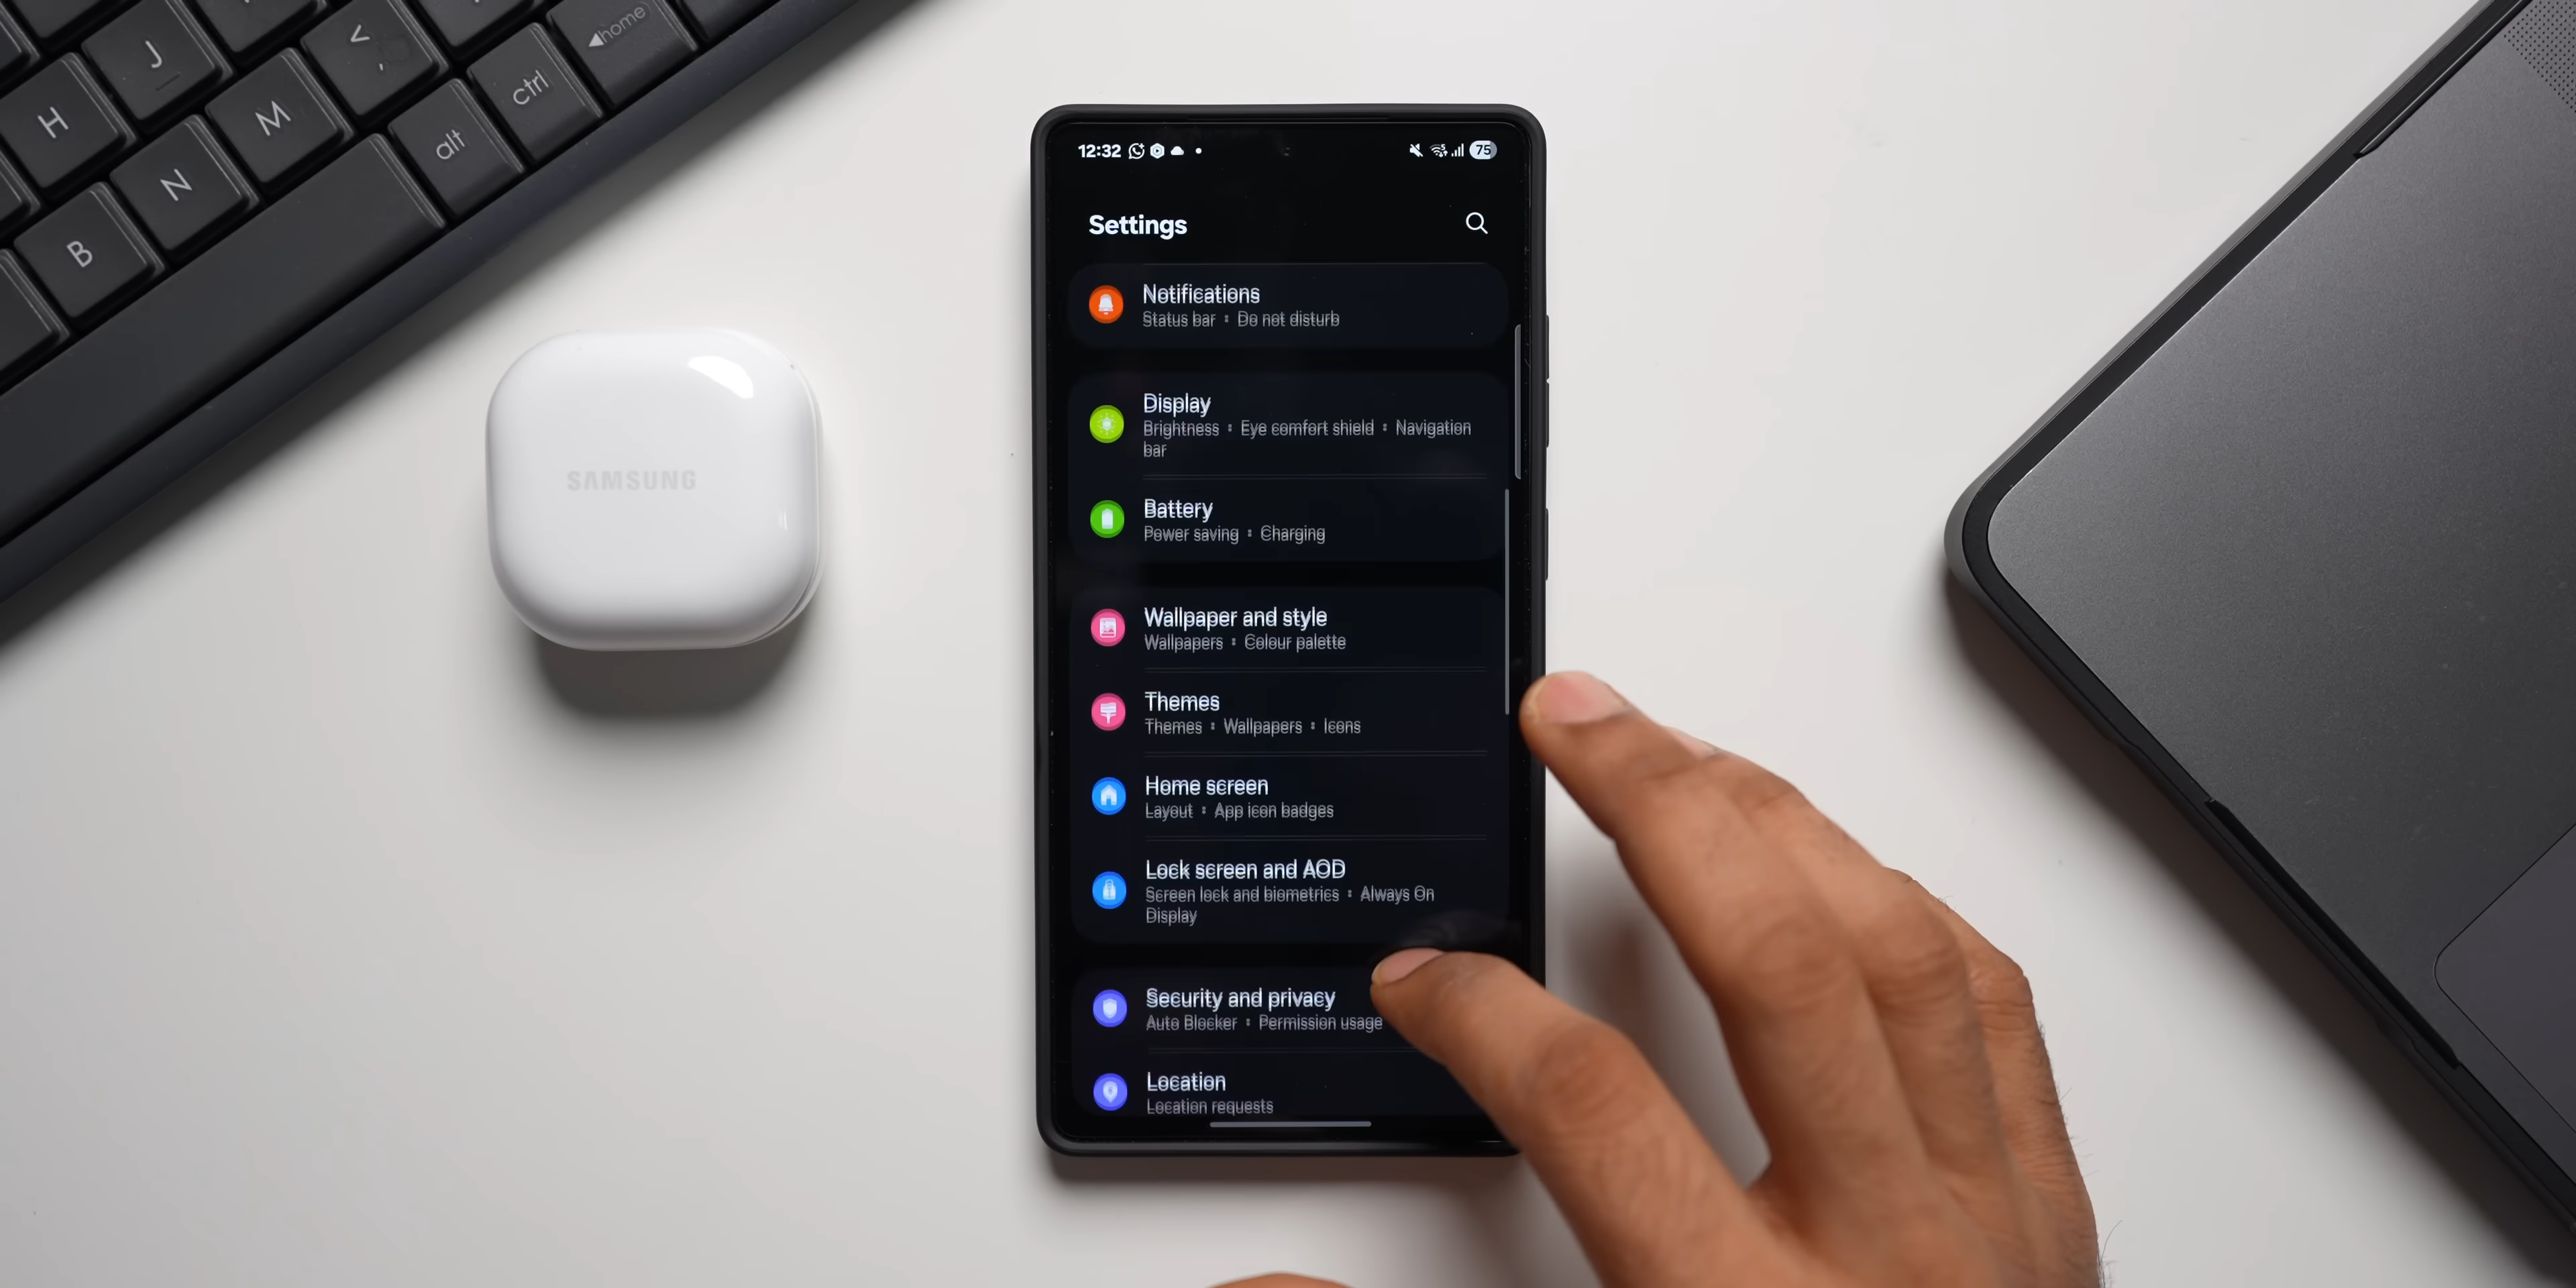 home
J
<
,
ctrl
H
M
alt
N
B
SAMSUNG
12:32
75
Settings
Notifications
Status bar • Do not disturb
Display
Brightness • Eye comfort shield • Navigation
bar
Battery
Power saving • Charging
Wallpaper and style
Wallpapers • Colour palette
Themes
Themes • Wallpapers • Icons
Home screen
Layout • App icon badges
Lock screen and AOD
Screen lock and biometrics • Always On
Display
Security and privacy
Auto Blocker • Permission usage
Location
Location requests